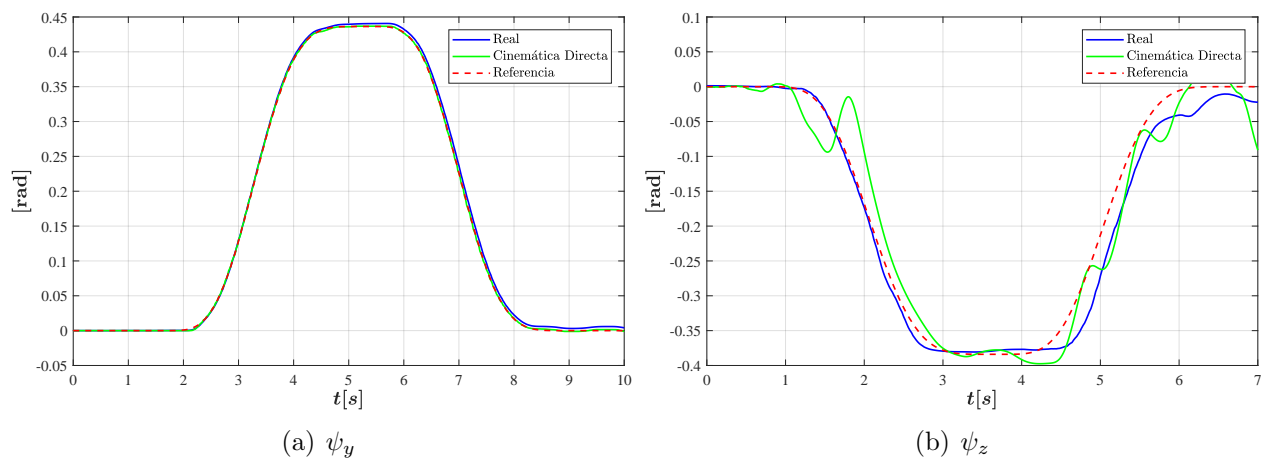 0.45
0.4
0.35
0.3
0.25
0.2
0.15
0.1
0.05
0
-0.05
[rad]
0 1 2 3 4 5 6 7 8 9 10
t[s]
Real
Cinemática Directa
Referencia
(a) ψ_y
0.1
0.05
0
-0.05
-0.1
-0.15
-0.2
-0.25
-0.3
-0.35
-0.4
[rad]
0 1 2 3 4 5 6 7
t[s]
Real
Cinemática Directa
Referencia
(b) ψ_z